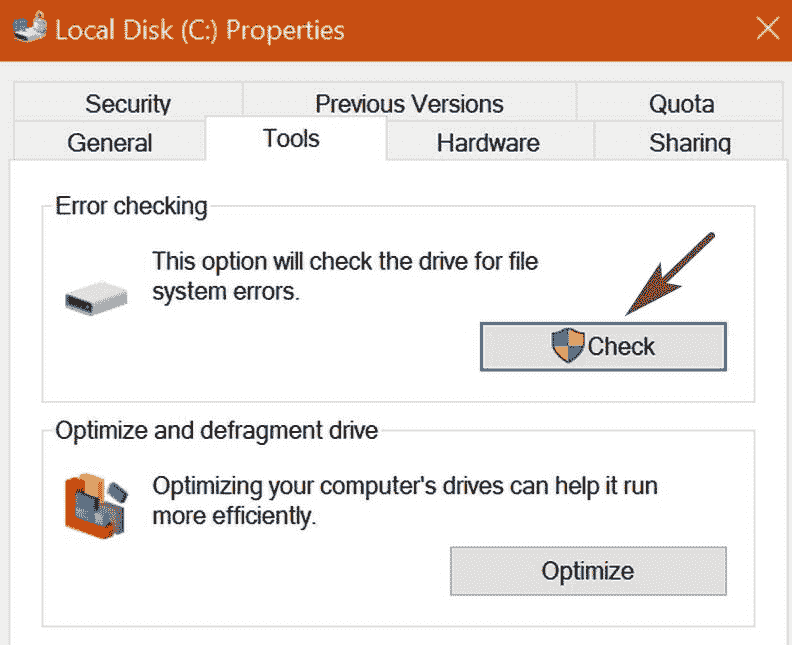 Local Disk (C:) Properties
Security Previous Versions Quota
General Tools Hardware Sharing
Error checking
This option will check the drive for file
system errors.
Check
Optimize and defragment drive
Optimizing your computer's drives can help it run
more efficiently.
Optimize